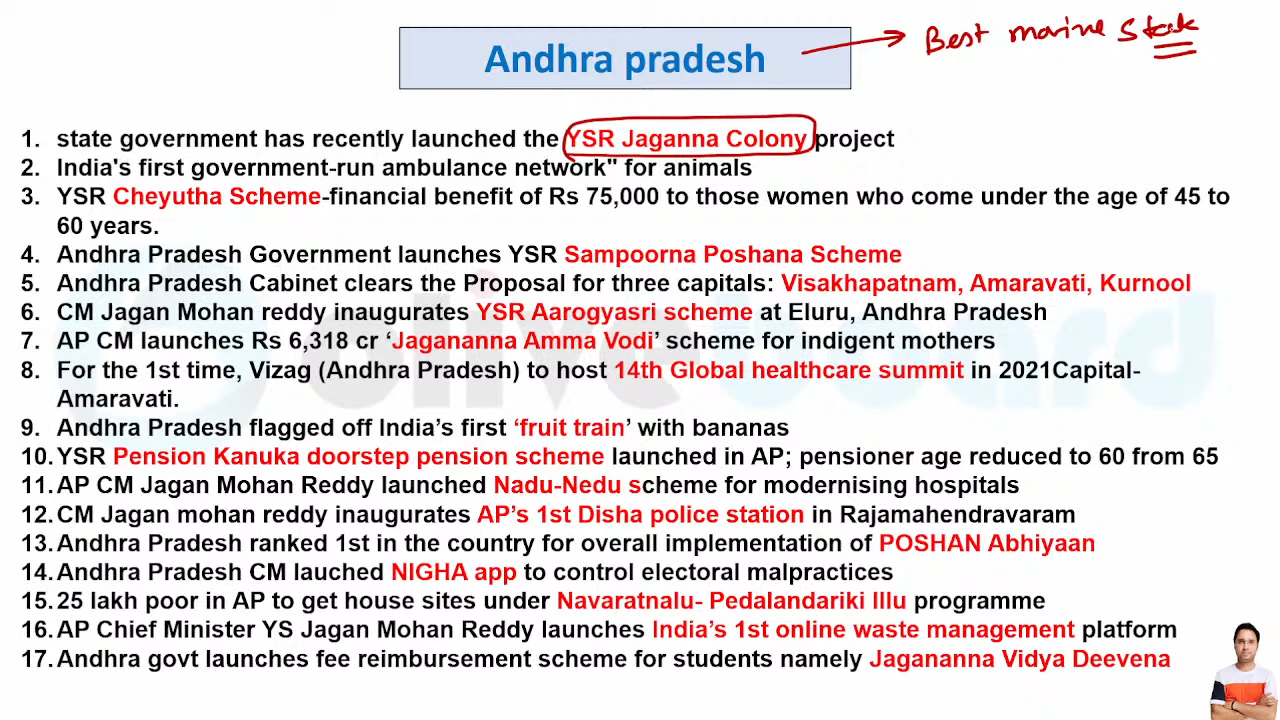 Andhra pradesh
Best marine State
1. state government has recently launched the YSR Jaganna Colony project
2. India's first government-run ambulance network" for animals
3. YSR Cheyutha Scheme-financial benefit of Rs 75,000 to those women who come under the age of 45 to
60 years.
4. Andhra Pradesh Government launches YSR Sampoorna Poshana Scheme
5. Andhra Pradesh Cabinet clears the Proposal for three capitals: Visakhapatnam, Amaravati, Kurnool
6. CM Jagan Mohan reddy inaugurates YSR Aarogyasri scheme at Eluru, Andhra Pradesh
7. AP CM launches Rs 6,318 cr ‘Jagananna Amma Vodi’ scheme for indigent mothers
8. For the 1st time, Vizag (Andhra Pradesh) to host 14th Global healthcare summit in 2021Capital-
Amaravati.
9. Andhra Pradesh flagged off India’s first ‘fruit train’ with bananas
10. YSR Pension Kanuka doorstep pension scheme launched in AP; pensioner age reduced to 60 from 65
11. AP CM Jagan Mohan Reddy launched Nadu-Nedu scheme for modernising hospitals
12. CM Jagan mohan reddy inaugurates AP’s 1st Disha police station in Rajamahendravaram
13. Andhra Pradesh ranked 1st in the country for overall implementation of POSHAN Abhiyaan
14. Andhra Pradesh CM lauched NIGHA app to control electoral malpractices
15. 25 lakh poor in AP to get house sites under Navaratnalu- Pedalandariki Illu programme
16. AP Chief Minister YS Jagan Mohan Reddy launches India’s 1st online waste management platform
17. Andhra govt launches fee reimbursement scheme for students namely Jagananna Vidya Deevena
oliveboard